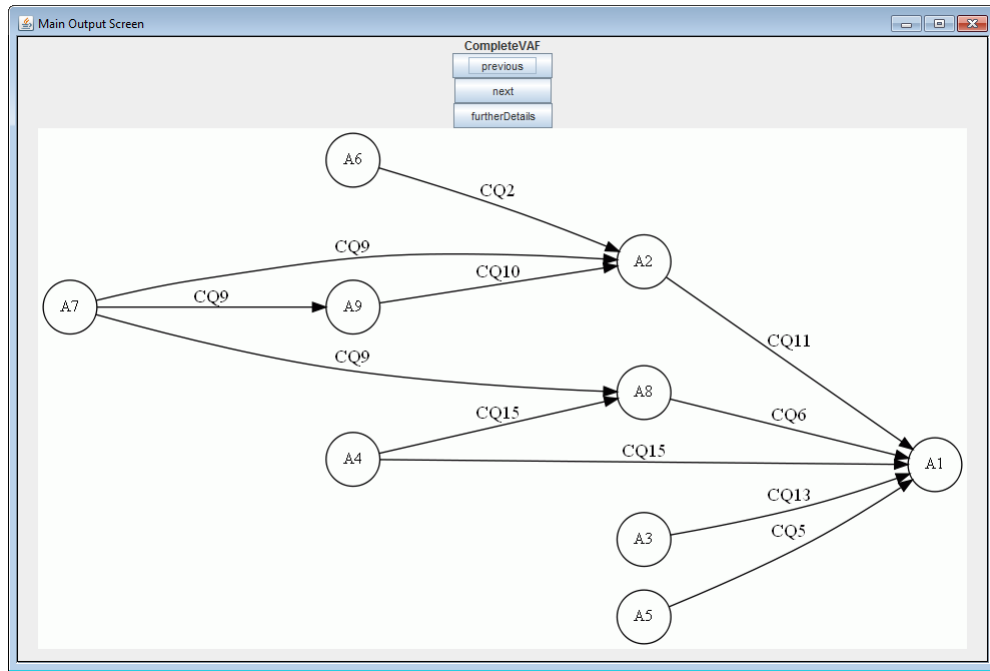 Main Output Screen
CompleteVAF
previous
next
furtherDetails
A6
CQ2
CQ9
A2
CQ10
A7
CQ9
A9
CQ11
CQ9
A8
CQ15
CQ6
A4
CQ15
A1
CQ13
A3
CQ5
A5